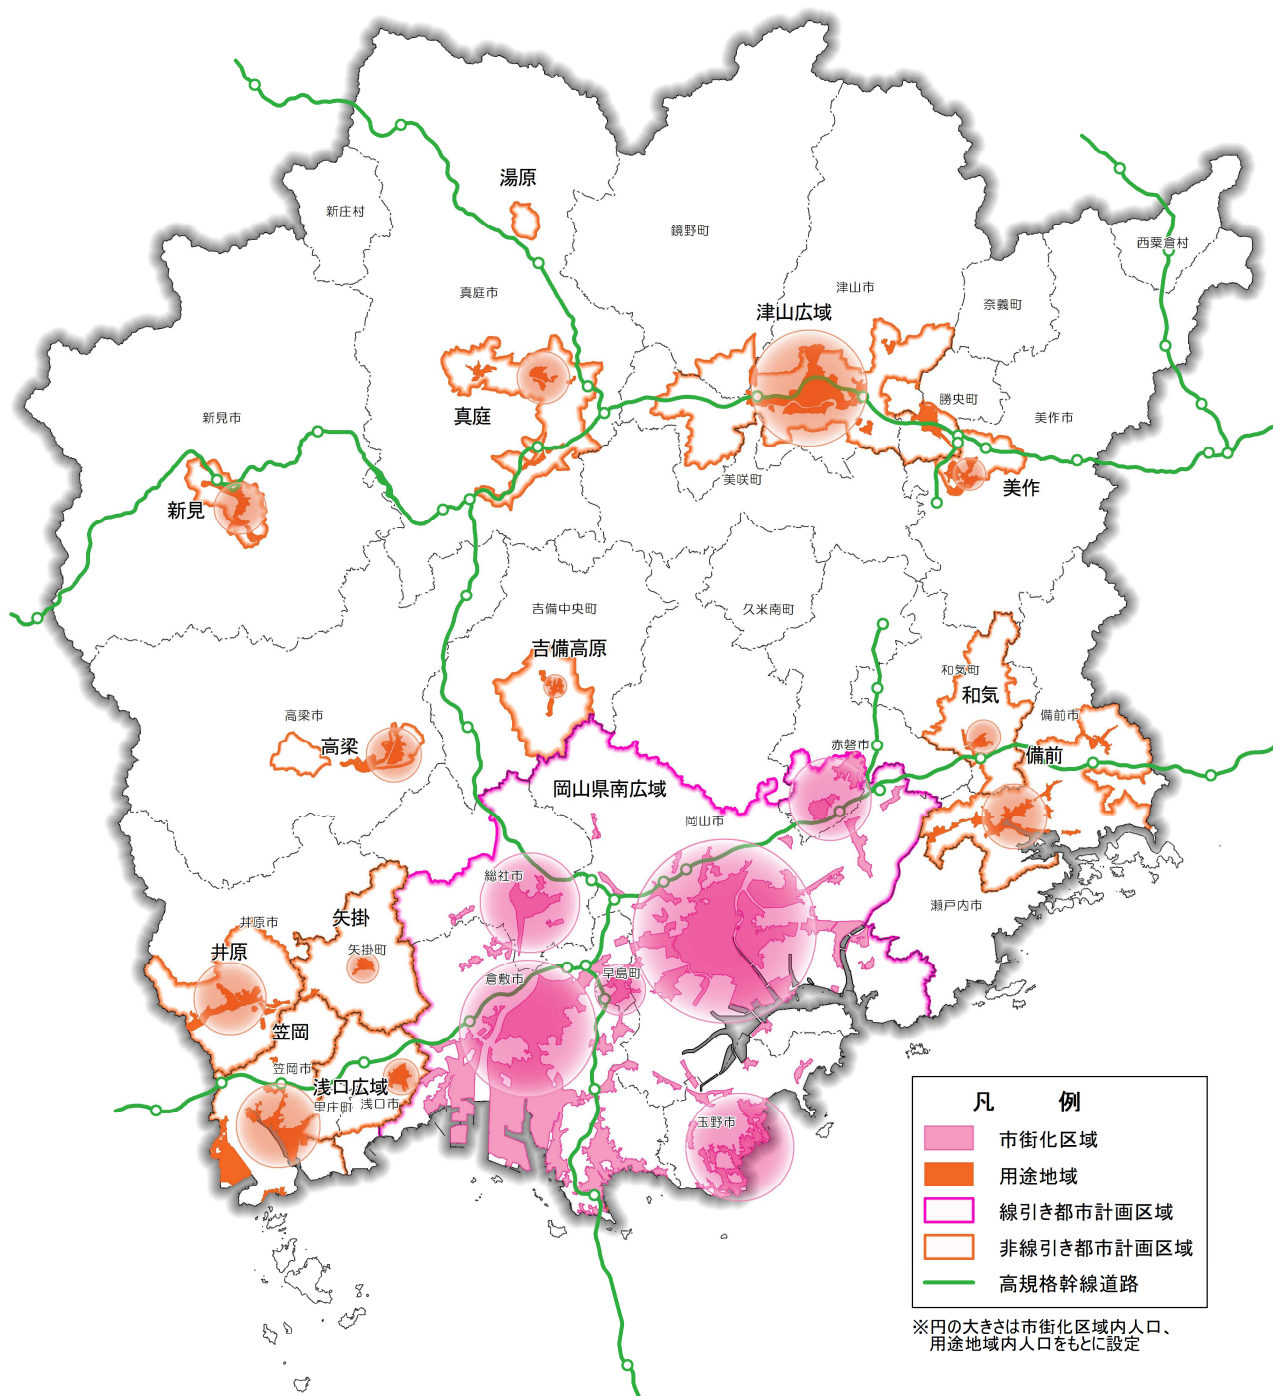 湯原
新庄村
鏡野町
西粟倉村
真庭市
津山市
奈義町
津山広域
勝央町
美作市
新見市
真庭
美咲町
美作
新見
吉備中央町
久米南町
吉備高原
和気町
和気
高梁市
備前市
高梁
赤磐市
備前
岡山県南広域
岡山市
総社市
瀬戸内市
矢掛
井原市
矢掛町
井原
倉敷市
早島町
笠岡
笠岡市
浅口広域
里庄町
浅口市
玉野市
凡 例
市街化区域
用途地域
線引き都市計画区域
非線引き都市計画区域
高規格幹線道路
※円の大きさは市街化区域内人口、
用途地域内人口をもとに設定